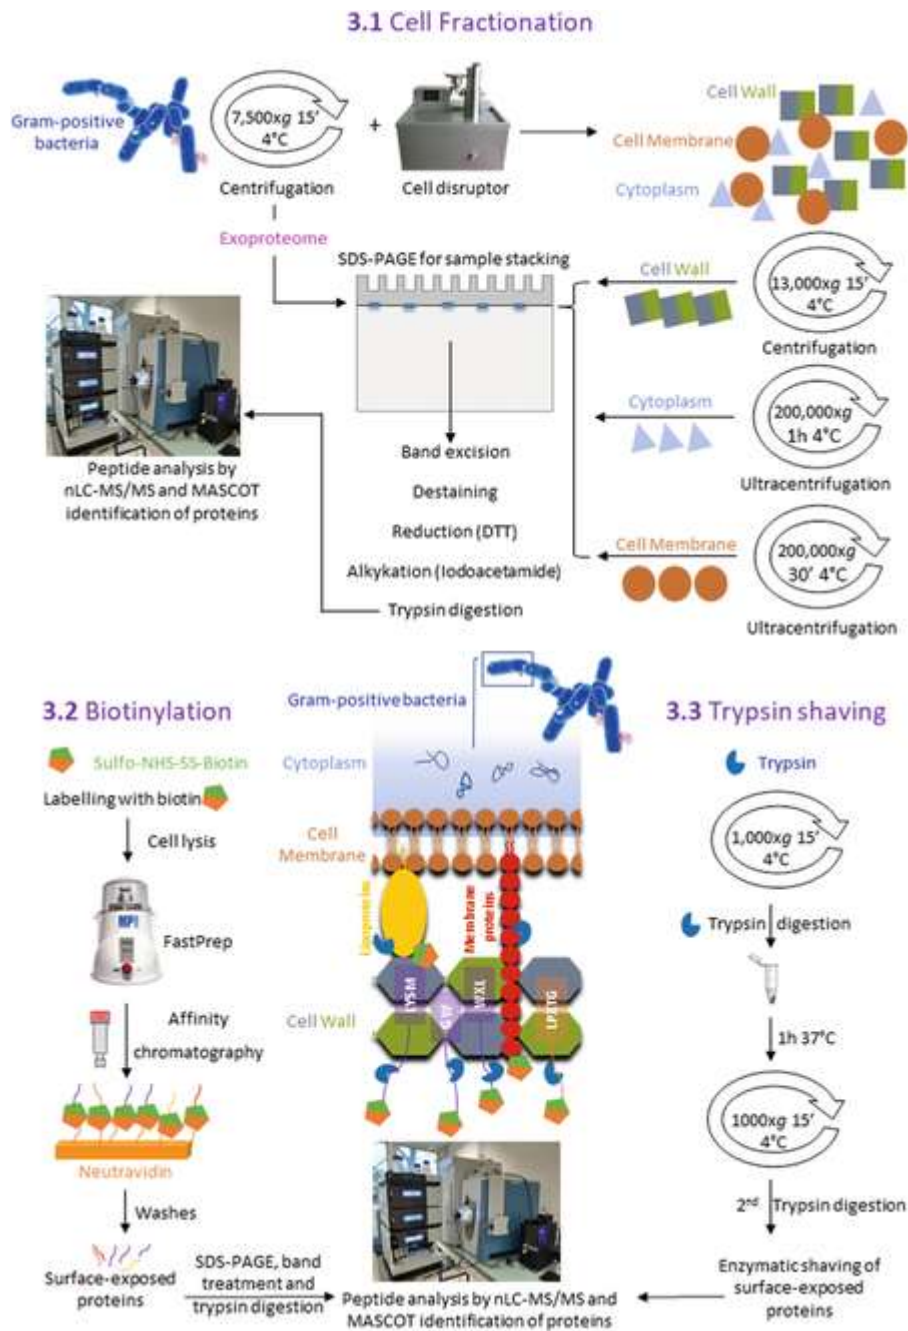 3.1 Cell Fractionation
Gram-positive
bacteria
7,500xg 15'
4°C
Centrifugation
+
Cell disruptor
Cell Wall
Cell Membrane
Cytoplasm
Exoproteome
SDS-PAGE for sample stacking
Cell Wall
13,000xg 15'
4°C
Centrifugation
Cytoplasm
200,000xg
1h 4°C
Ultracentrifugation
Cell Membrane
200,000xg
30' 4°C
Ultracentrifugation
Band excision
Destaining
Reduction (DTT)
Alkykation (Iodoacetamide)
Trypsin digestion
Peptide analysis by
nLC-MS/MS and MASCOT
identification of proteins
3.2 Biotinylation
Sulfo-NHS-SS-Biotin
Labelling with biotin
Cell lysis
MP
FastPrep
Affinity
chromatography
Neutravidin
Washes
Surface-exposed
proteins
SDS-PAGE, band
treatment and
trypsin digestion
Gram-positive bacteria
Cytoplasm
Cell
Membrane
Lipoproteins
Membrane
proteins
LYSM
WXL
LPXTG
Cell Wall
Peptide analysis by nLC-MS/MS and
MASCOT identification of proteins
3.3 Trypsin shaving
Trypsin
1,000xg 15'
4°C
Trypsin digestion
1h 37°C
1000xg 15'
4°C
2nd Trypsin digestion
Enzymatic shaving of
surface-exposed
proteins